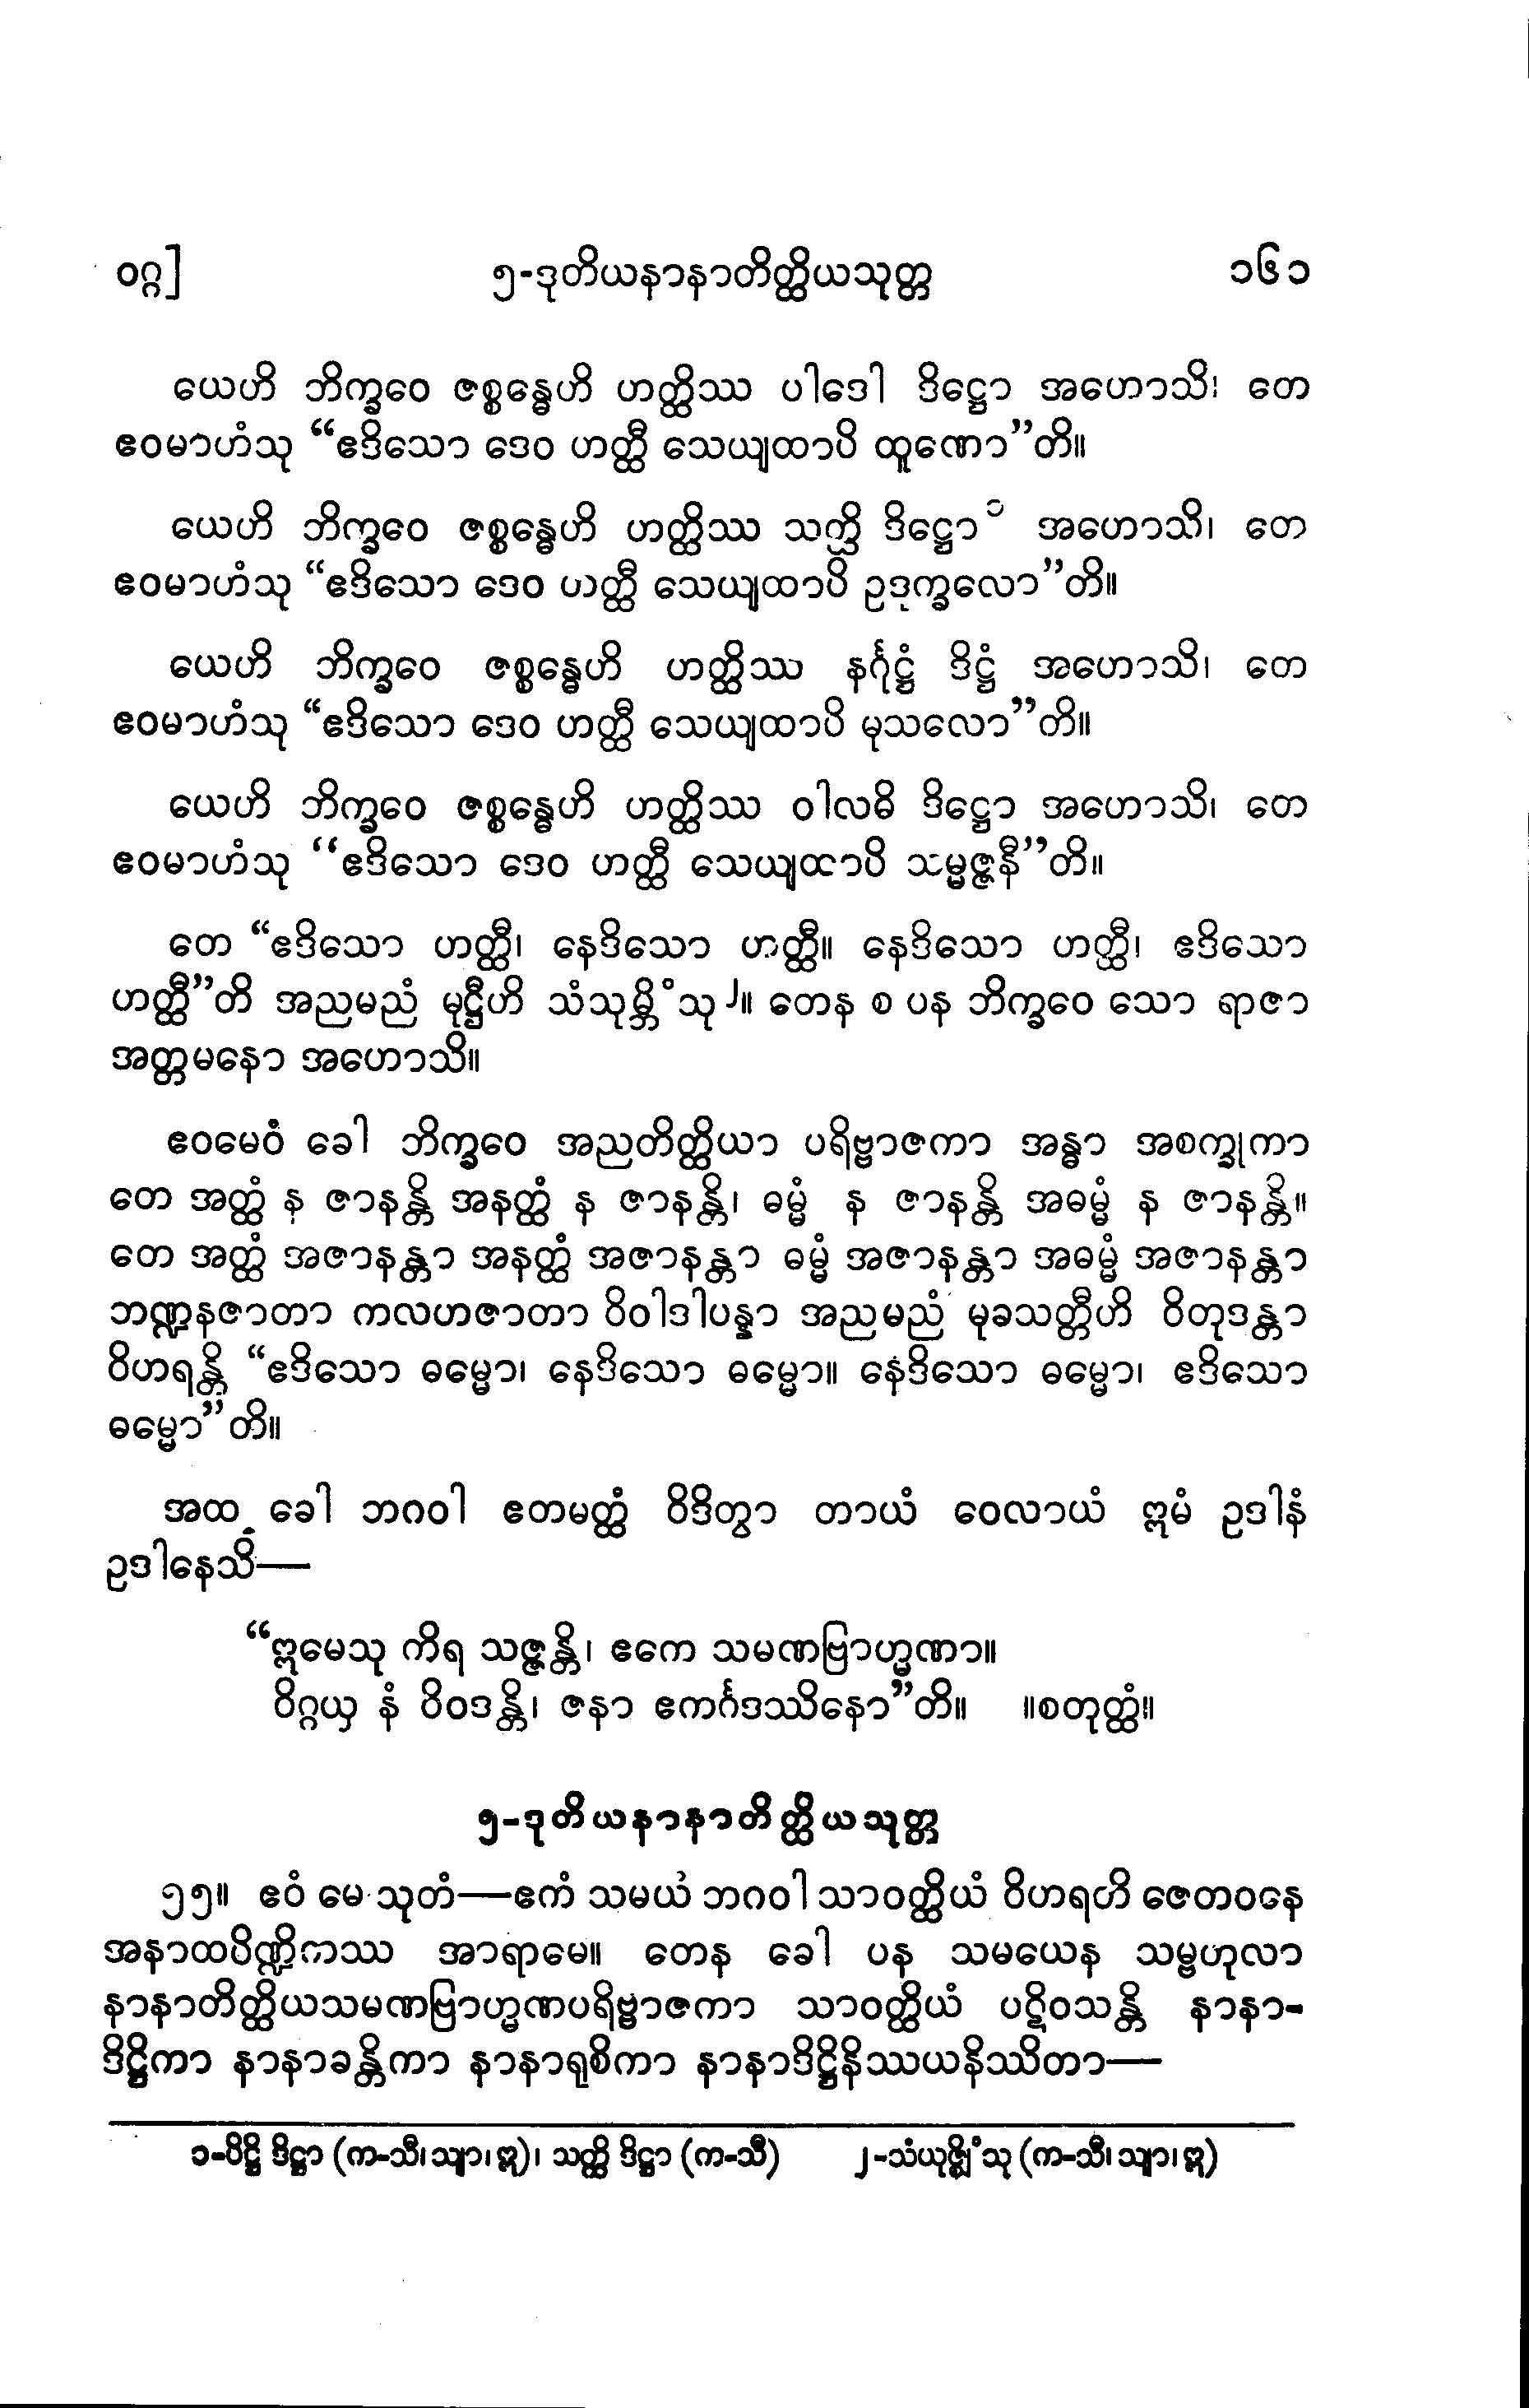 ဝဂ္ဂ] ၅-ဒုတိယနာနာတိတ္ထိယသုတ္တ ၁၆၁
ယေဟိ ဘိက္ခဝေ ဇစ္စန္ဓေဟိ ဟတ္ထိဿ ပါဒေါ ဒိဋ္ဌော အဟောသိ၊ တေ
ဧဝမာဟံသု “ဧဒိသော ဒေဝ ဟတ္ထီ သေယျထာပိ ထူဏော”တိ။
ယေဟိ ဘိက္ခဝေ ဇစ္စန္ဓေဟိ ဟတ္ထိဿ သက္ထိ ဒိဋ္ဌော ၁ အဟောသိ၊ တေ
ဧဝမာဟံသု “ဧဒိသော ဒေဝ ဟတ္ထီ သေယျထာပိ ဥဒုက္ခလော”တိ။
ယေဟိ ဘိက္ခဝေ ဇစ္စန္ဓေဟိ ဟတ္ထိဿ နင်္ဂုဋ္ဌံ ဒိဋ္ဌံ အဟောသိ၊ တေ
ဧဝမာဟံသု “ဧဒိသော ဒေဝ ဟတ္ထီ သေယျထာပိ မုသလော”တိ။
ယေဟိ ဘိက္ခဝေ ဇစ္စန္ဓေဟိ ဟတ္ထိဿ ဝါလဓိ ဒိဋ္ဌော အဟောသိ၊ တေ
ဧဝမာဟံသု “ဧဒိသော ဒေဝ ဟတ္ထီ သေယျထာပိ သမ္မဇ္ဇနီ”တိ။
တေ “ဧဒိသော ဟတ္ထီ၊ နေဒိသော ဟတ္ထီ။ နေဒိသော ဟတ္ထီ၊ ဧဒိသော
ဟတ္ထီ”တိ အညမညံ မုဋ္ဌီဟိ သံသုမ္ဘိံသု ၂။ တေန စ ပန ဘိက္ခဝေ သော ရာဇာ
အတ္တမနော အဟောသိ။
ဧဝမေဝံ ခေါ ဘိက္ခဝေ အညတိတ္ထိယာ ပရိဗ္ဗာဇကာ အန္ဓာ အစက္ခုကာ
တေ အတ္ထံ န ဇာနန္တိ အနတ္ထံ န ဇာနန္တိ၊ ဓမ္မံ န ဇာနန္တိ အဓမ္မံ န ဇာနန္တိ။
တေ အတ္ထံ အဇာနန္တာ အနတ္ထံ အဇာနန္တာ ဓမ္မံ အဇာနန္တာ အဓမ္မံ အဇာနန္တာ
ဘဏ္ဍနဇာတာ ကလဟဇာတာ ဝိဝါဒါပန္နာ အညမညံ မုခသတ္တီဟိ ဝိတုဒန္တာ
ဝိဟရန္တိ “ဧဒိသော ဓမ္မော၊ နေဒိသော ဓမ္မော။ နေဒိသော ဓမ္မော၊ ဧဒိသော
ဓမ္မော”တိ။
အထ ခေါ ဘဂဝါ ဧတမတ္ထံ ဝိဒိတွာ တာယံ ဝေလာယံ ဣမံ ဥဒါနံ
ဥဒါနေသိ—
“ဣမေသု ကိရ သဇ္ဇန္တိ၊ ဧကေ သမဏဗြာဟ္မဏာ။
ဝိဂ္ဂယှ နံ ဝိဝဒန္တိ၊ ဇနာ ဧကင်္ဂဒဿိနော”တိ။ ။စတုတ္ထံ။
၅-ဒုတိယနာနာတိတ္ထိယသုတ္တ
၅၅။ ဧဝံ မေ သုတံ—ဧကံ သမယံ ဘဂဝါ သာဝတ္ထိယံ ဝိဟရတိ ဇေတဝနေ
အနာထပိဏ္ဍိကဿ အာရာမေ။ တေန ခေါ ပန သမယေန သမ္ဗဟုလာ
နာနာတိတ္ထိယသမဏဗြာဟ္မဏပရိဗ္ဗာဇကာ သာဝတ္ထိယံ ပဋိဝသန္တိ နာနာ-
ဒိဋ္ဌိကာ နာနာခန္တိကာ နာနာရုစိကာ နာနာဒိဋ္ဌိနိဿယနိဿိတာ—
၁-ပိဋ္ဌိ ဒိဋ္ဌာ (က-သီ၊ သျာ၊ ဣ)၊ သတ္ထိ ဒိဋ္ဌာ (က-သီ) ၂-သံယုဇ္ဈိံသု (က-သီ၊ သျာ၊ ဣ)